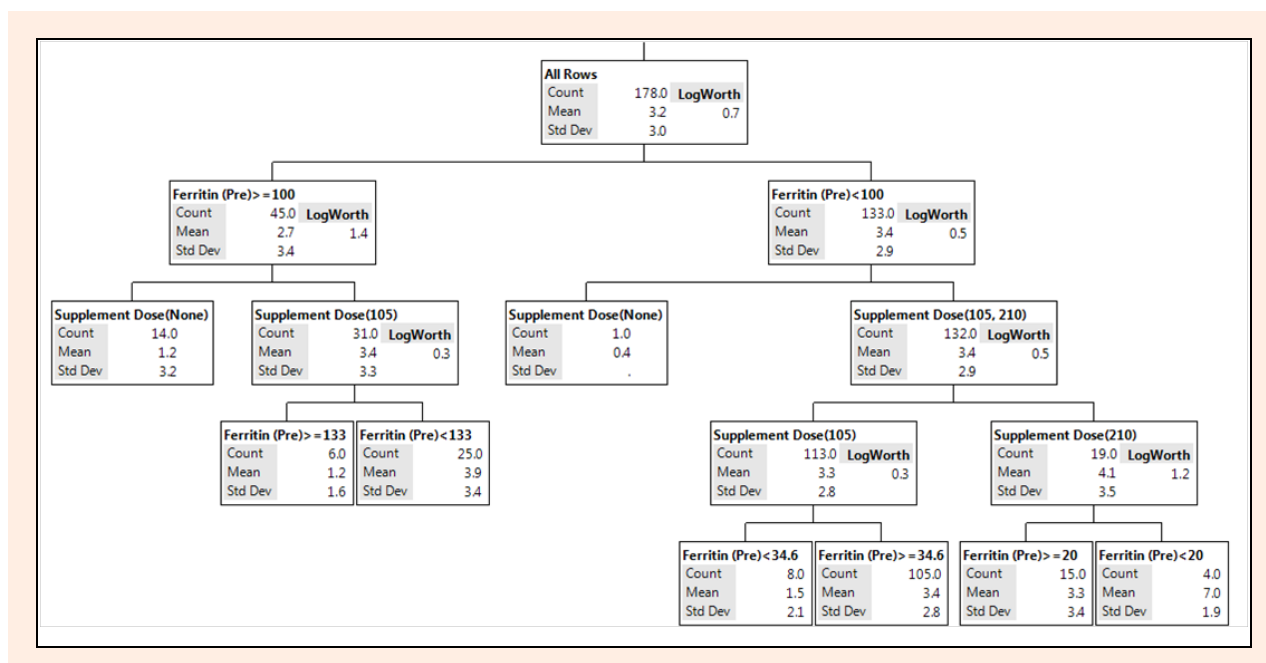 All Rows
Count 178.0 LogWorth
Mean 3.2 0.7
Std Dev 3.0
Ferritin (Pre)>=100
Count 45.0 LogWorth
Mean 2.7 1.4
Std Dev 3.4
Ferritin (Pre)<100
Count 133.0 LogWorth
Mean 3.4 0.5
Std Dev 2.9
Supplement Dose(None)
Count 14.0
Mean 1.2
Std Dev 3.2
Supplement Dose(105)
Count 31.0 LogWorth
Mean 3.4 0.3
Std Dev 3.3
Supplement Dose(None)
Count 1.0
Mean 0.4
Std Dev .
Supplement Dose(105, 210)
Count 132.0 LogWorth
Mean 3.4 0.5
Std Dev 2.9
Ferritin (Pre)>=133
Count 6.0
Mean 1.2
Std Dev 1.6
Ferritin (Pre)<133
Count 25.0
Mean 3.9
Std Dev 3.4
Supplement Dose(105)
Count 113.0 LogWorth
Mean 3.3 0.3
Std Dev 2.8
Supplement Dose(210)
Count 19.0 LogWorth
Mean 4.1 1.2
Std Dev 3.5
Ferritin (Pre)<34.6
Count 8.0
Mean 1.5
Std Dev 2.1
Ferritin (Pre)>=34.6
Count 105.0
Mean 3.4
Std Dev 2.8
Ferritin (Pre)>=20
Count 15.0
Mean 3.3
Std Dev 3.4
Ferritin (Pre)<20
Count 4.0
Mean 7.0
Std Dev 1.9